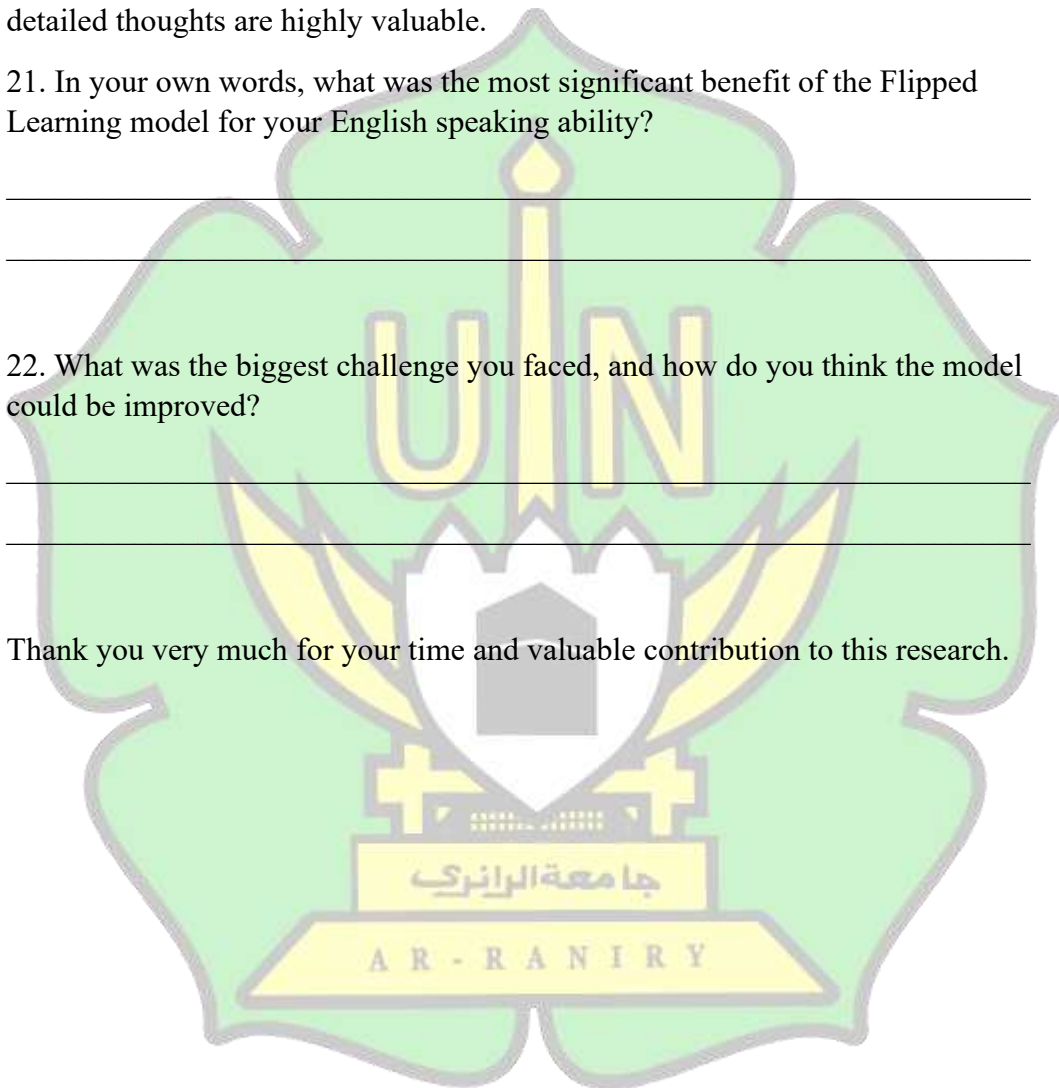 detailed thoughts are highly valuable.
21. In your own words, what was the most significant benefit of the Flipped
Learning model for your English speaking ability?
22. What was the biggest challenge you faced, and how do you think the model
could be improved?
Thank you very much for your time and valuable contribution to this research.
UIN
جامعة الرانري
AR-RANIRY